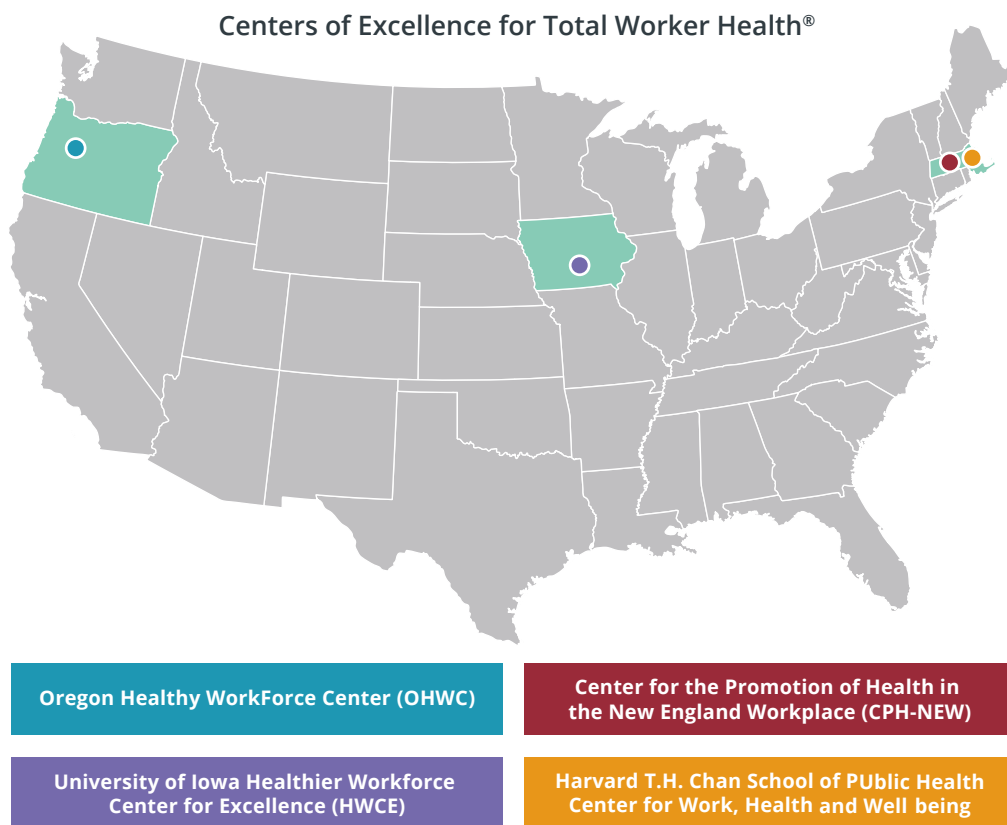 Centers of Excellence for Total Worker Health®
Oregon Healthy WorkForce Center (OHWC)
Center for the Promotion of Health in
the New England Workplace (CPH-NEW)
University of Iowa Healthier Workforce
Center for Excellence (HWCE)
Harvard T.H. Chan School of PUblic Health
Center for Work, Health and Well being